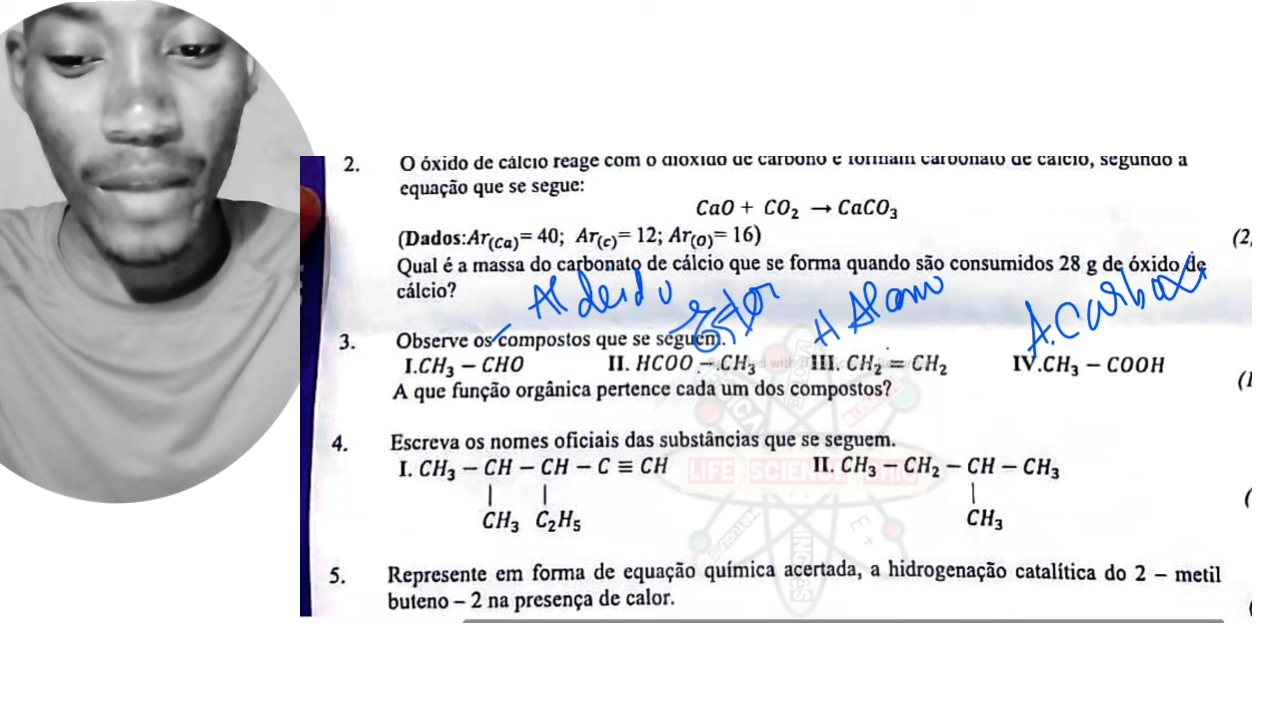 2. O óxido de cálcio reage com o dióxido de carbono e formam carbonato de cálcio, segundo a
equação que se segue:
CaO + CO₂ → CaCO₃
(Dados:Ar(Ca)= 40; Ar(c)= 12; Ar(O)= 16) (2,
Qual é a massa do carbonato de cálcio que se forma quando são consumidos 28 g de óxido de
cálcio?
Aldeido Ester A. Carboxi
3. Observe os compostos que se seguem.
I.CH₃ – CHO II. HCOO – CH₃ III. CH₂ = CH₂ IV.CH₃ – COOH
A que função orgânica pertence cada um dos compostos? (1
4. Escreva os nomes oficiais das substâncias que se seguem.
I. CH₃ – CH – CH – C ≡ CH II. CH₃ – CH₂ – CH – CH₃
| | |
CH₃ C₂H₅ CH₃
LIFE SCIENCE
5. Represente em forma de equação química acertada, a hidrogenação catalítica do 2 – metil
buteno – 2 na presença de calor.